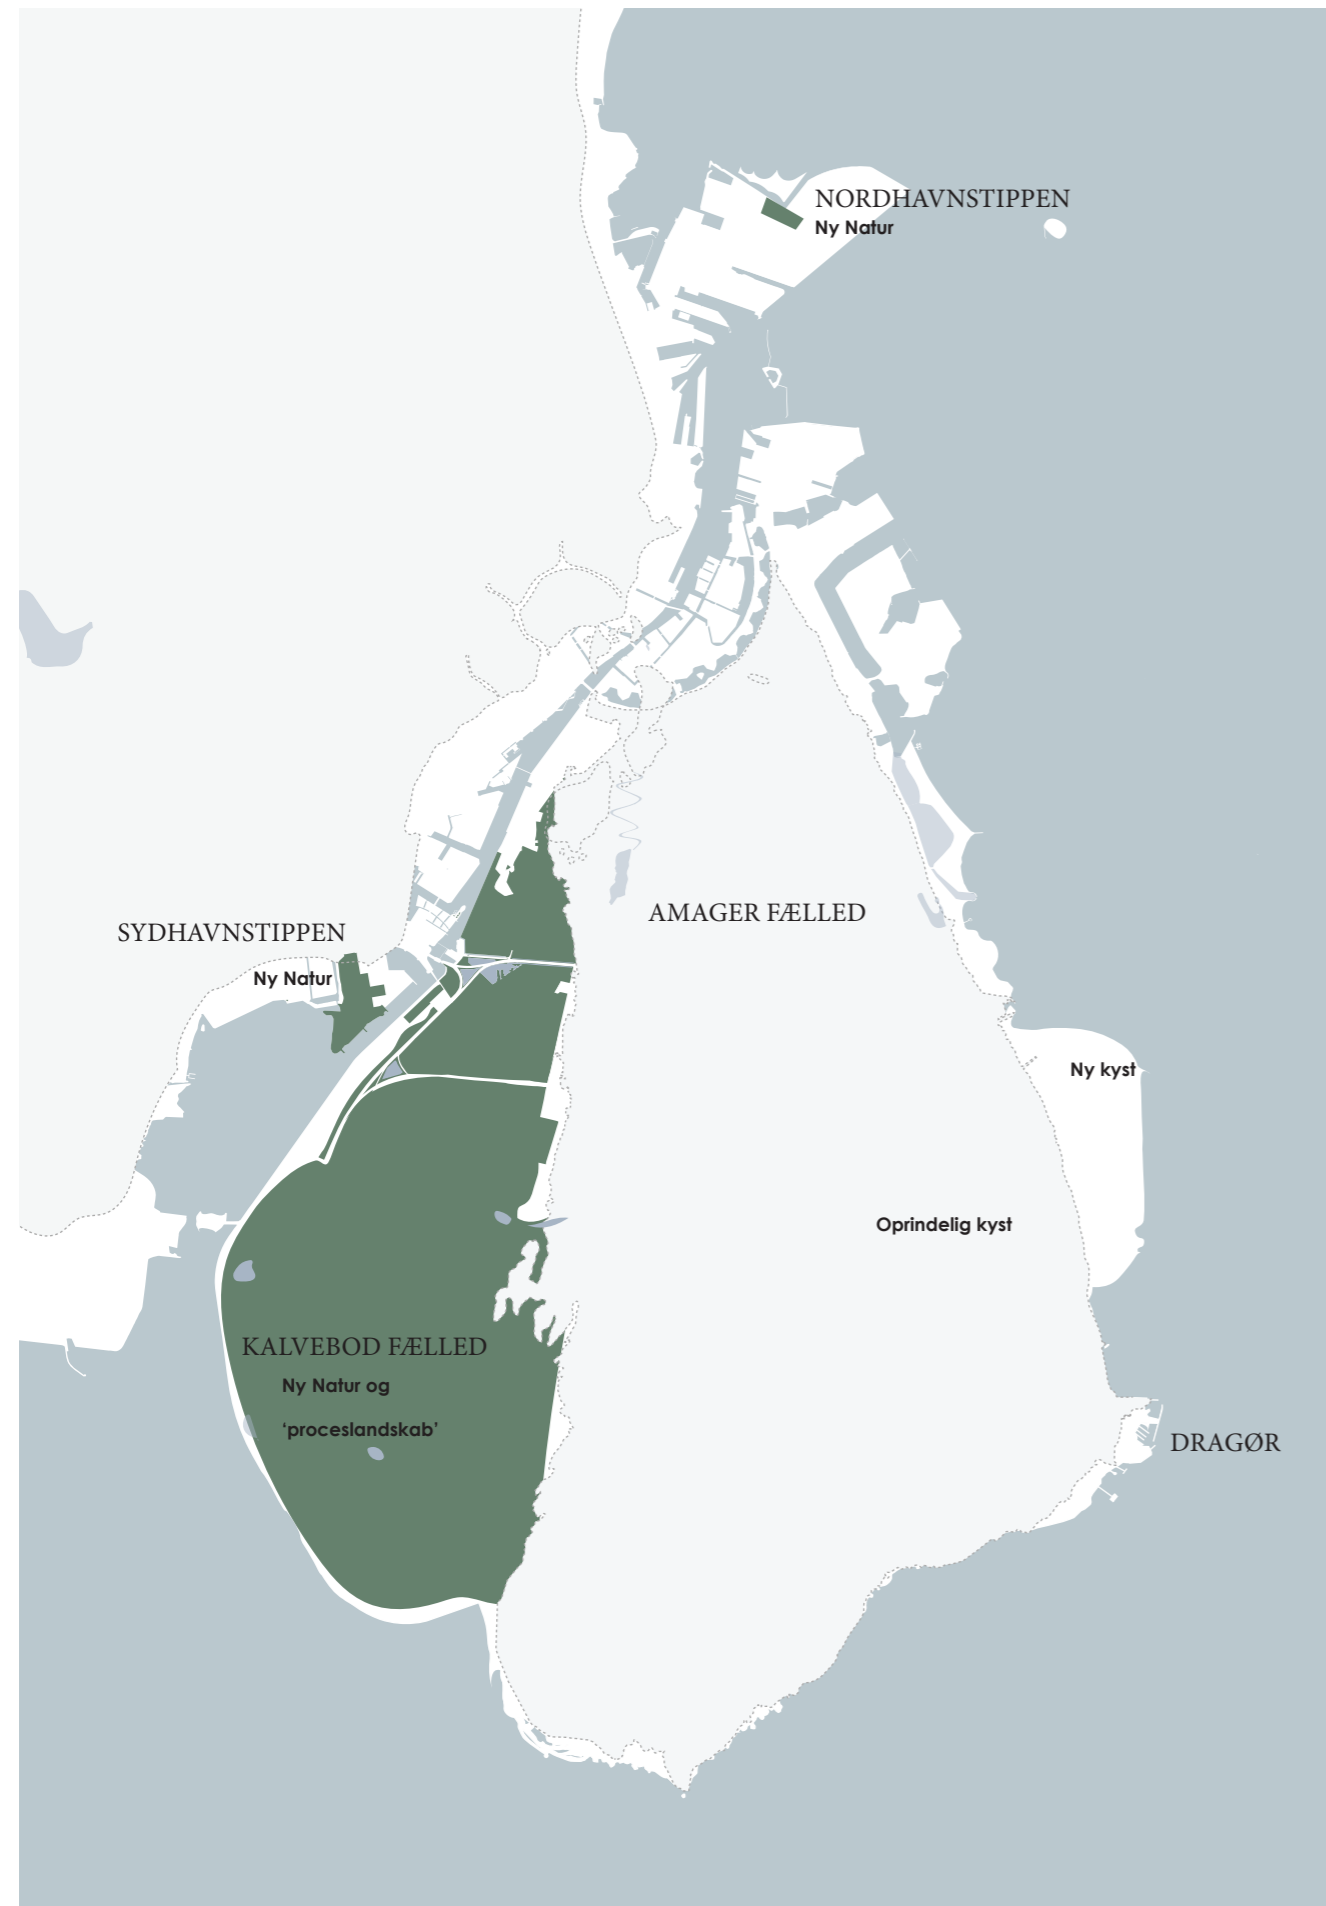 NORDHAVNSTIPPEN
Ny Natur
AMAGER FÆLLED
SYDHAVNSTIPPEN
Ny Natur
Ny kyst
Oprindelig kyst
KALVEBOD FÆLLED
Ny Natur og
‘proceslandskab’
DRAGØR